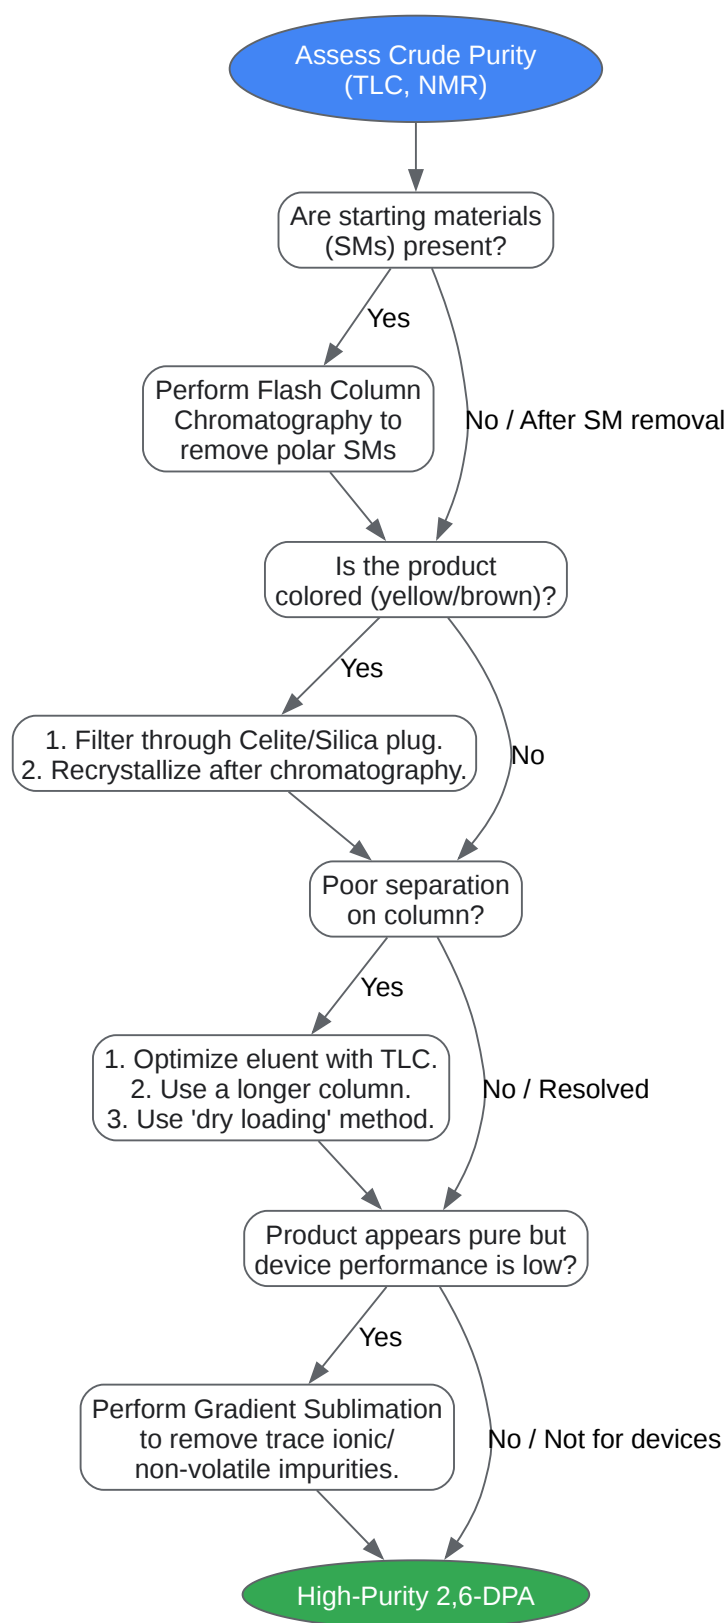 Assess Crude Purity
(TLC, NMR)
Are starting materials
(SMs) present?
Yes
Perform Flash Column
Chromatography to
remove polar SMs
No / After SM removal
Is the product
colored (yellow/brown)?
Yes
1. Filter through Celite/Silica plug.
2. Recrystallize after chromatography.
No
Poor separation
on column?
Yes
1. Optimize eluent with TLC.
2. Use a longer column.
3. Use 'dry loading' method.
No / Resolved
Product appears pure but
device performance is low?
Yes
Perform Gradient Sublimation
to remove trace ionic/
non-volatile impurities.
No / Not for devices
High-Purity 2,6-DPA